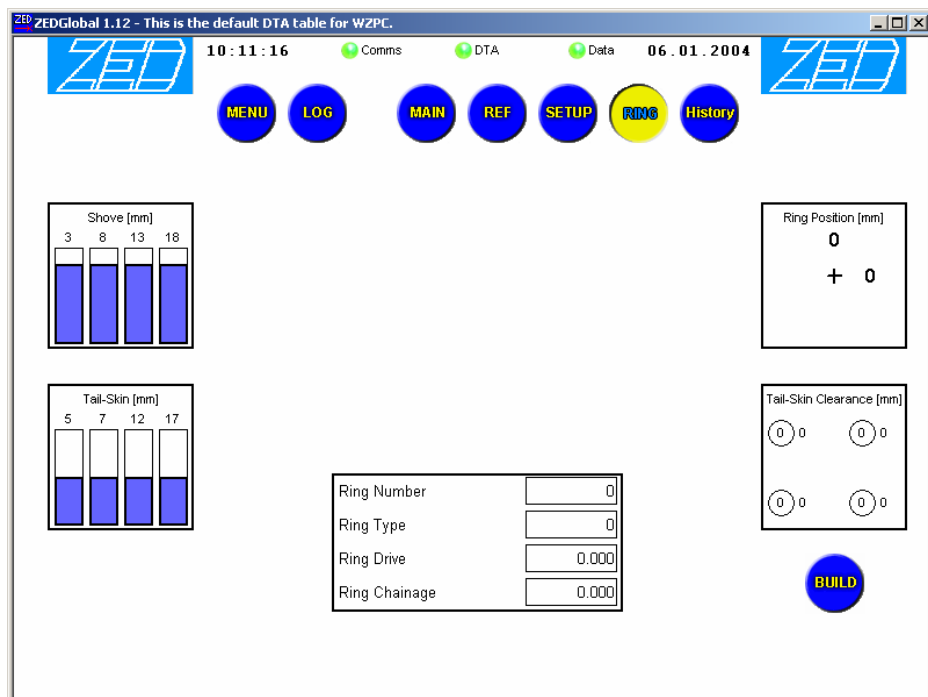 ZED ZEDGlobal 1.12 - This is the default DTA table for WZPC.
ZED 10:11:16 Comms DTA Data 06.01.2004 ZED
MENU LOG MAIN REF SETUP RING History
Shove [mm]
3 8 13 18
Ring Position [mm]
0
+ 0
Tail-Skin [mm]
5 7 12 17
Tail-Skin Clearance [mm]
0 0 0 0
0 0 0 0
Ring Number 0
Ring Type 0
Ring Drive 0.000
Ring Chainage 0.000
BUILD